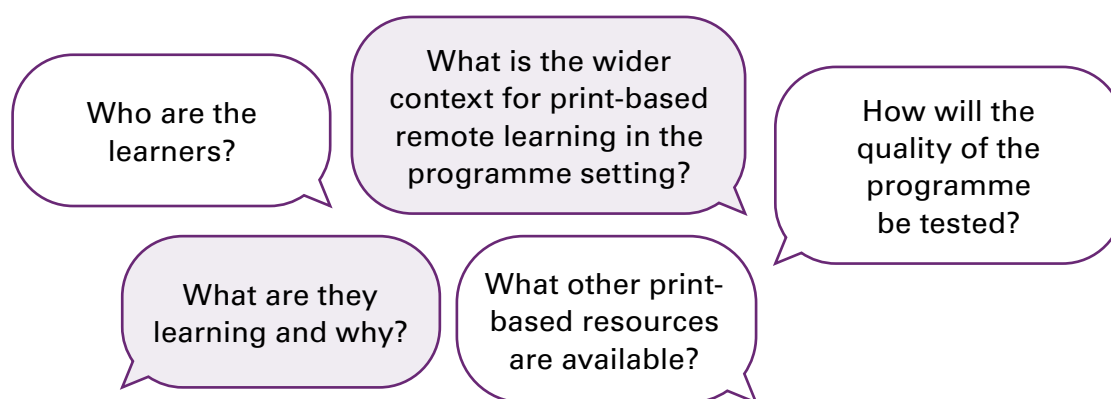 Who are the
learners?
What is the wider
context for print-based
remote learning in the
programme setting?
How will the
quality of the
programme
be tested?
What are they
learning and why?
What other print-
based resources
are available?